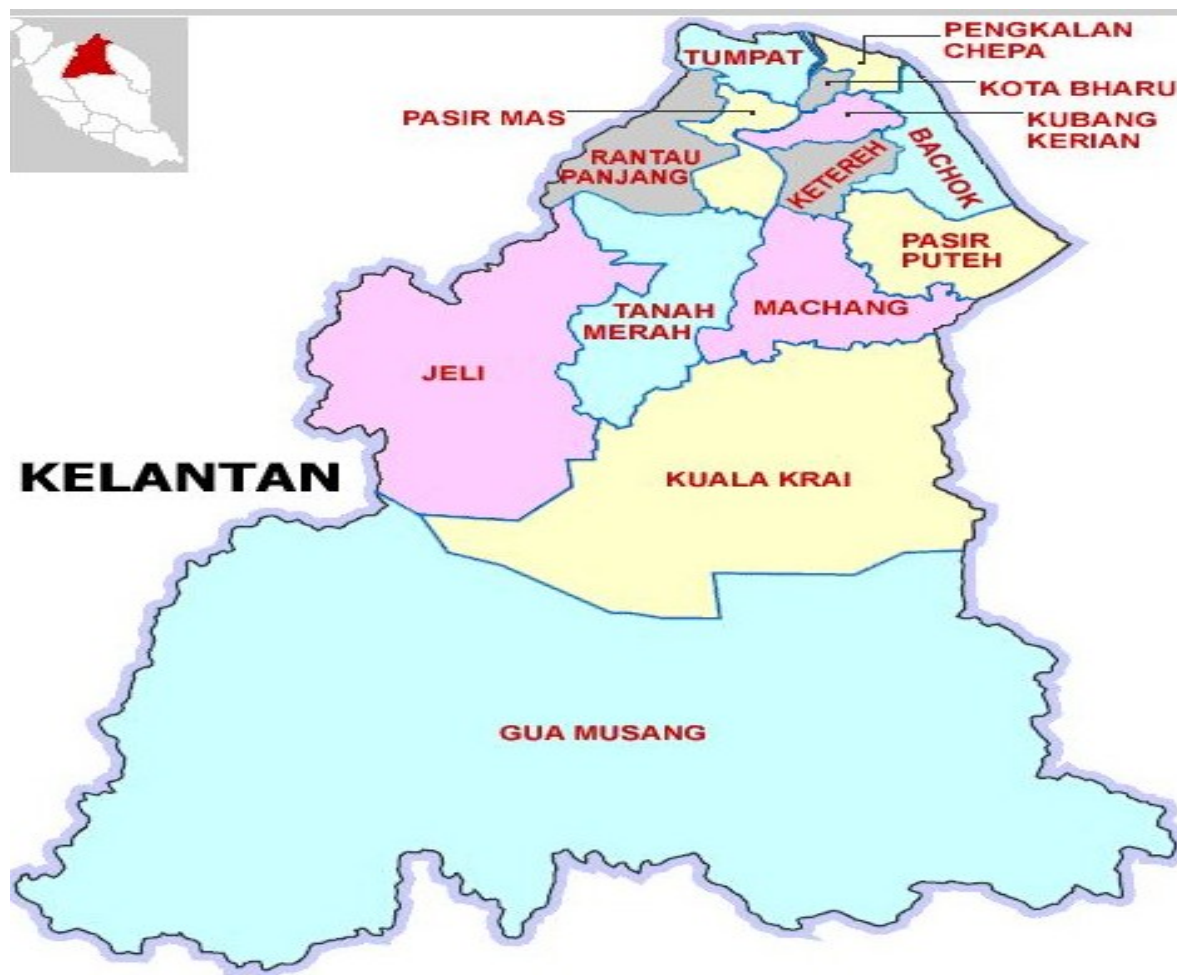 PENGKALAN
CHEPA
TUMPAT
KOTA BHARU
PASIR MAS
KUBANG
KERIAN
RANTAU
PANJANG
KETEREH
BACHOK
PASIR
PUTEH
TANAH
MERAH
MACHANG
JELI
KELANTAN
KUALA KRAI
GUA MUSANG